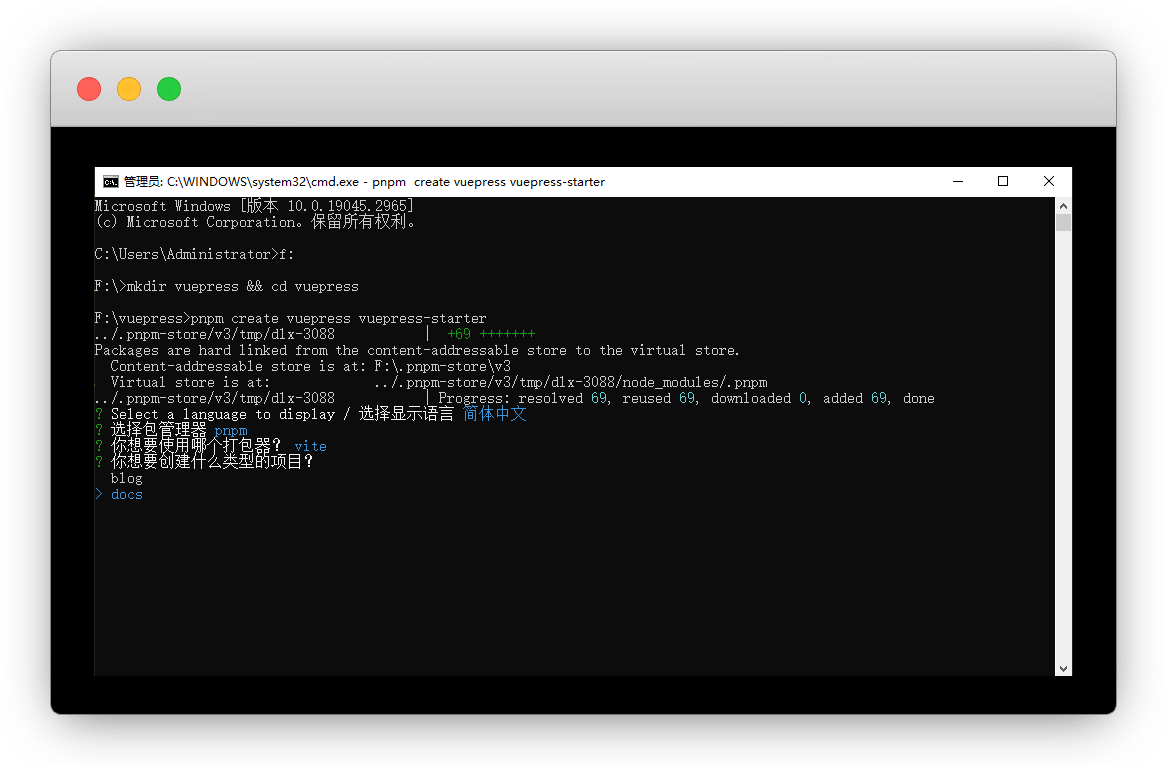 管理员: C:\WINDOWS\system32\cmd.exe - pnpm  create vuepress vuepress-starter
Microsoft Windows [版本 10.0.19045.2965]
(c) Microsoft Corporation。保留所有权利。
C:\Users\Administrator>f:
F:\>mkdir vuepress && cd vuepress
F:\vuepress>pnpm create vuepress vuepress-starter
../.pnpm-store/v3/tmp/dlx-3088           |  +69 +++++++
Packages are hard linked from the content-addressable store to the virtual store.
  Content-addressable store is at: F:\.pnpm-store\v3
  Virtual store is at:             ../.pnpm-store/v3/tmp/dlx-3088/node_modules/.pnpm
../.pnpm-store/v3/tmp/dlx-3088           | Progress: resolved 69, reused 69, downloaded 0, added 69, done
? Select a language to display / 选择显示语言 简体中文
? 选择包管理器 pnpm
? 你想要使用哪个打包器？ vite
? 你想要创建什么类型的项目？
  blog
> docs